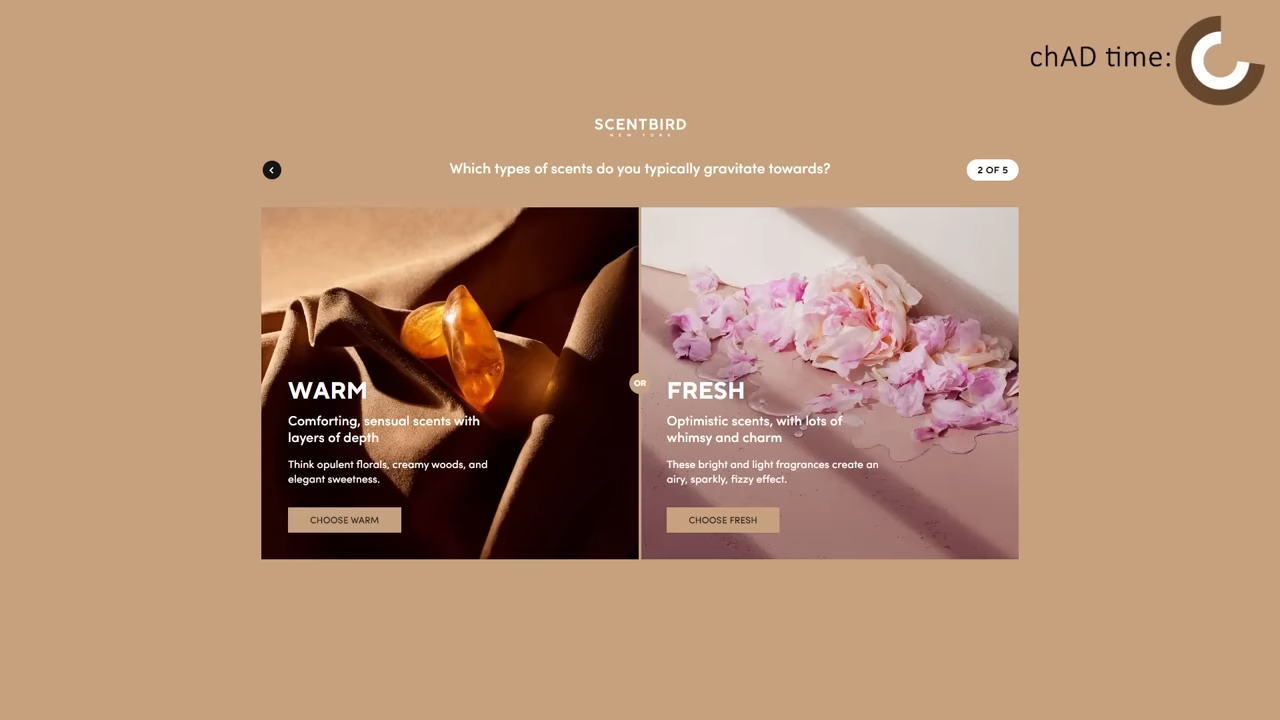 chAD time:
SCENTBIRD
NEW YORK
Which types of scents do you typically gravitate towards?
2 OF 5
WARM
Comforting, sensual scents with
layers of depth
Think opulent florals, creamy woods, and
elegant sweetness.
CHOOSE WARM
OR
FRESH
Optimistic scents, with lots of
whimsy and charm
These bright and light fragrances create an
airy, sparkly, fizzy effect.
CHOOSE FRESH